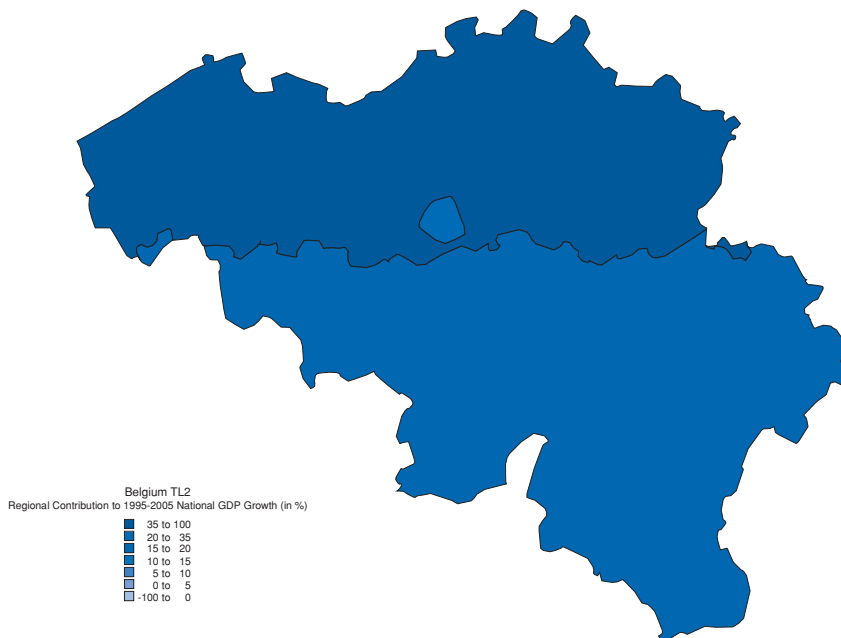 Belgium TL2
Regional Contribution to 1995-2005 National GDP Growth (in %)
35 to 100
20 to 35
15 to 20
10 to 15
5 to 10
0 to 5
-100 to 0